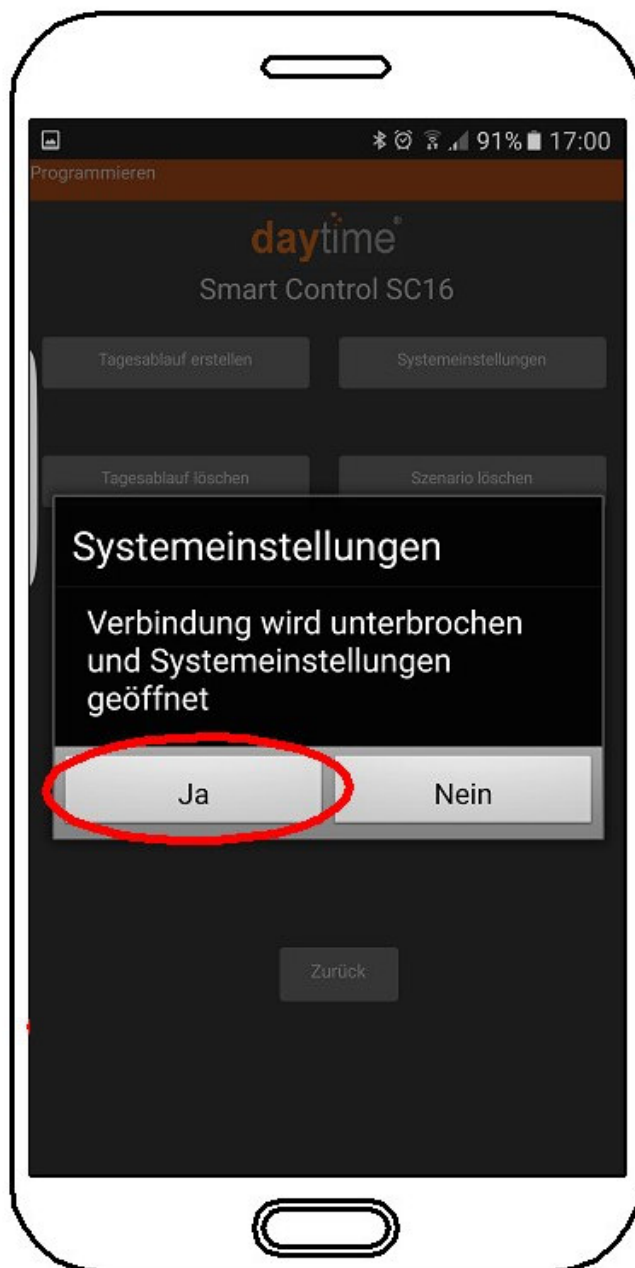 91% 17:00
Programmieren
daytime®
Smart Control SC16
Tagesablauf erstellen
Systemeinstellungen
Tagesablauf löschen
Szenario löschen
Systemeinstellungen
Verbindung wird unterbrochen
und Systemeinstellungen
geöffnet
Ja
Nein
Zurück